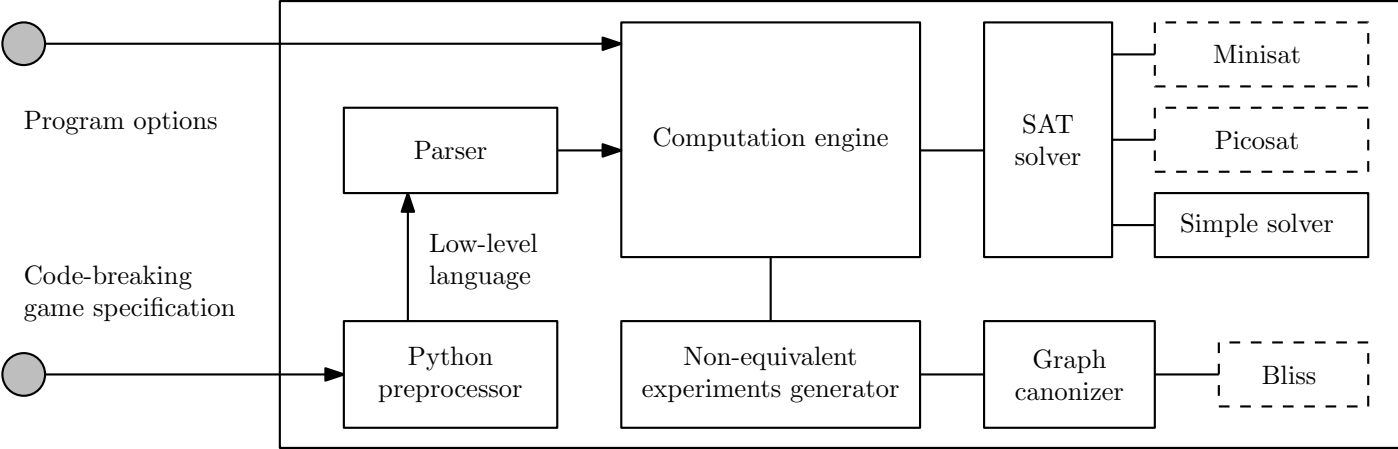 Program options
Code-breaking
game specification
Parser
Low-level
language
Python
preprocessor
Computation engine
Non-equivalent
experiments generator
SAT
solver
Graph
canonizer
Minisat
Picosat
Simple solver
Bliss